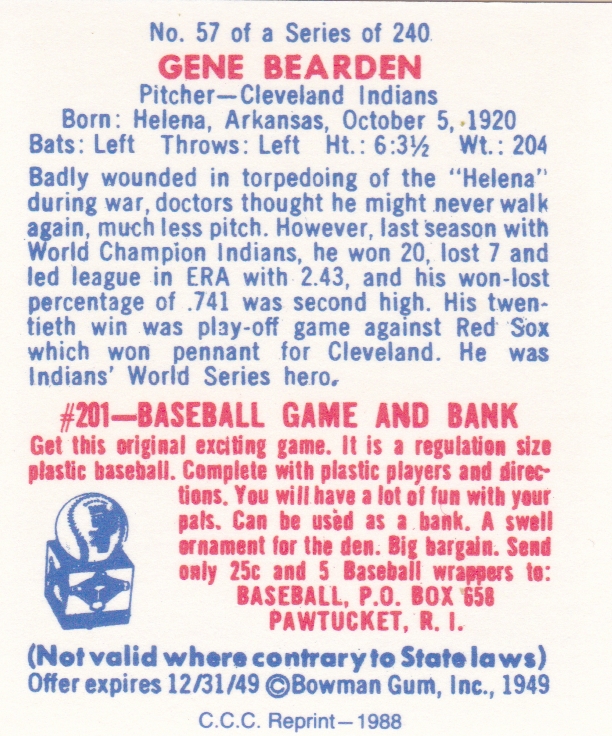 No. 57 of a Series of 240
GENE BEARDEN
Pitcher—Cleveland Indians
Born: Helena, Arkansas, October 5, 1920
Bats: Left Throws: Left Ht.: 6:3½ Wt.: 204
Badly wounded in torpedoing of the "Helena"
during war, doctors thought he might never walk
again, much less pitch. However, last season with
World Champion Indians, he won 20, lost 7 and
led league in ERA with 2.43, and his won-lost
percentage of .741 was second high. His twen-
tieth win was play-off game against Red Sox
which won pennant for Cleveland. He was
Indians' World Series hero.
#201—BASEBALL GAME AND BANK
Get this original exciting game. It is a regulation size
plastic baseball. Complete with plastic players and direc-
tions. You will have a lot of fun with your
pals. Can be used as a bank. A swell
ornament for the den. Big bargain. Send
only 25c and 5 Baseball wrappers to:
BASEBALL, P.O. BOX 658
PAWTUCKET, R. I.
(Not valid where contrary to State laws)
Offer expires 12/31/49 ©Bowman Gum, Inc., 1949
C.C.C. Reprint—1988